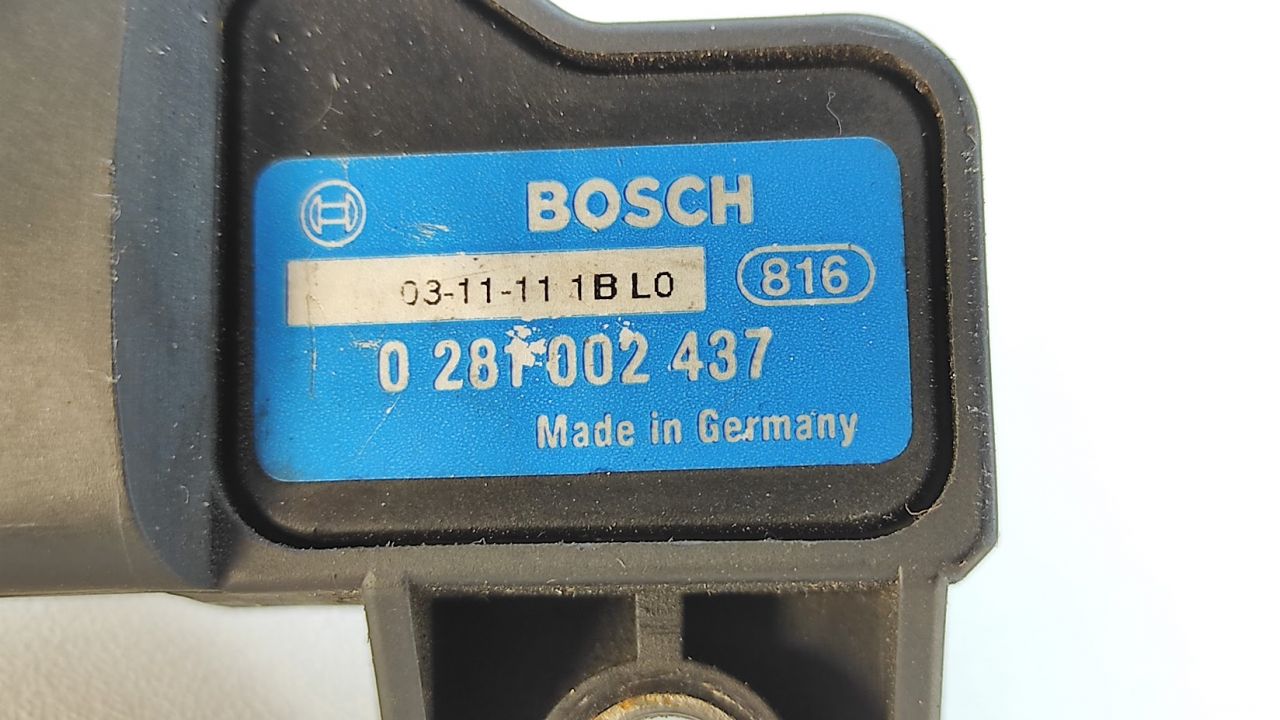 BOSCH
03-11-11 1B L0
816
0 281 002 437
Made in Germany